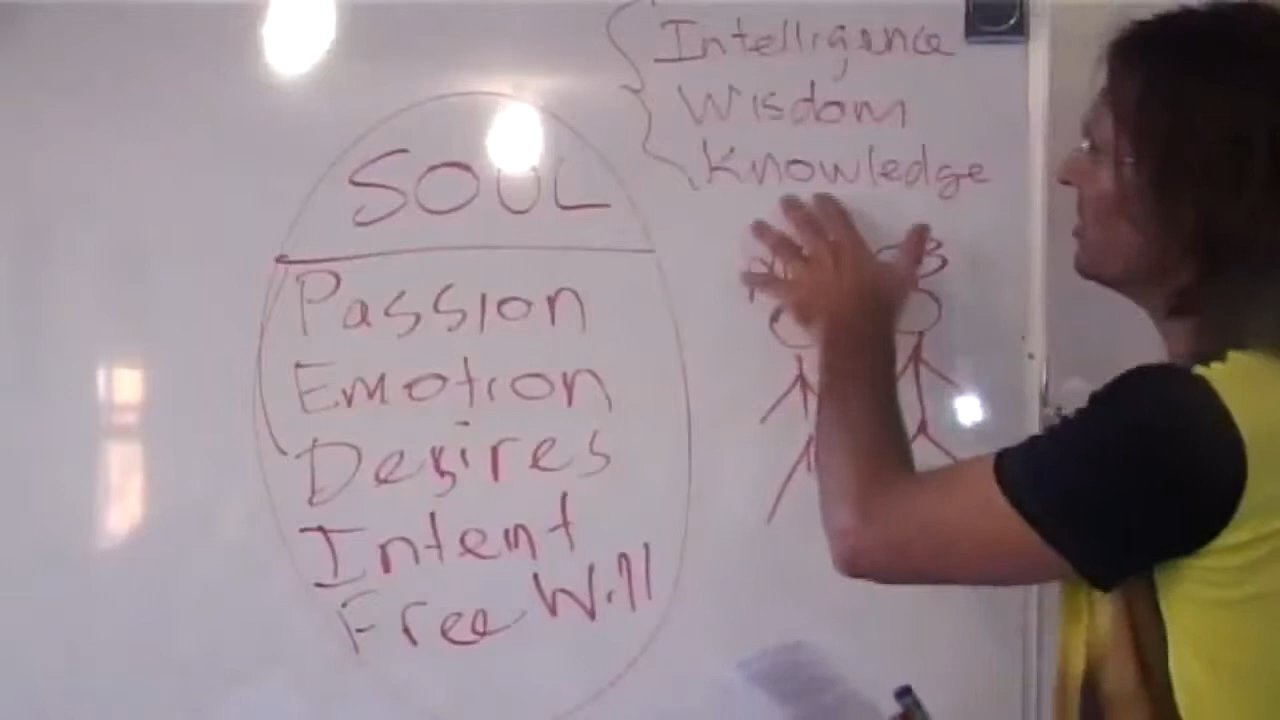 Intelligence
Wisdom
Knowledge
SOUL
Passion
Emotion
Desires
Intent
Free Will